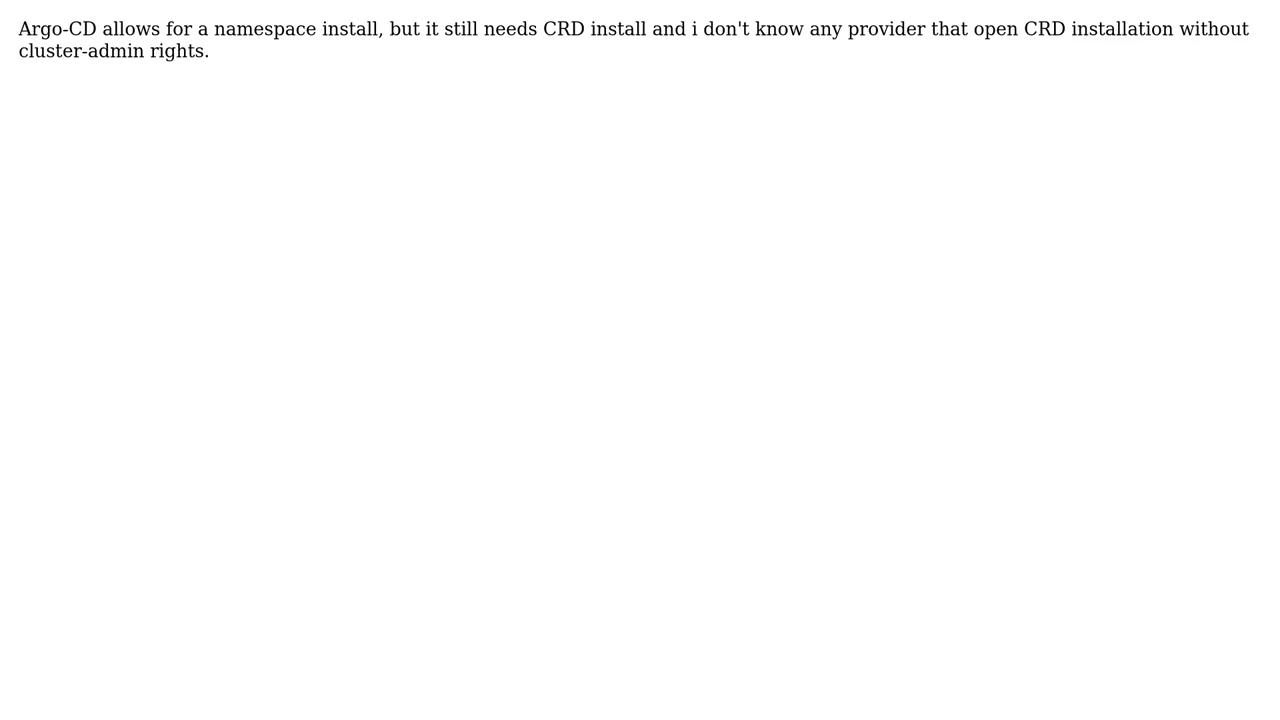 Argo-CD allows for a namespace install, but it still needs CRD install and i don't know any provider that open CRD installation without
cluster-admin rights.